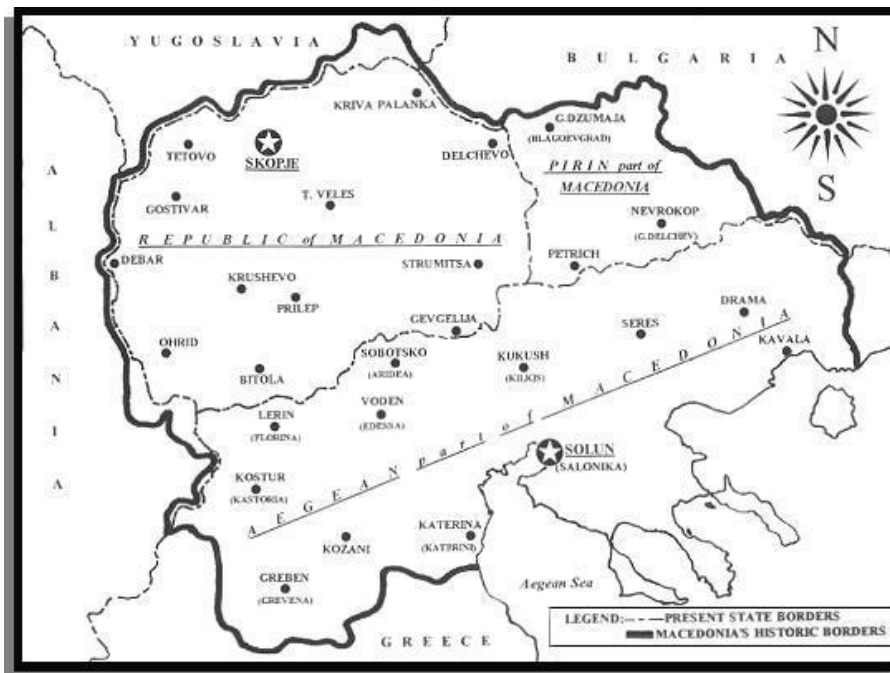 YUGOSLAVIA
BULGARIA
N
S
ALBANIA
KRIVA PALANKA
G.DZUMAJA
(BLAGOEVGRAD)
TETOVO
SKOPJE
DELCHEVO
PIRIN part of
MACEDONIA
GOSTIVAR
T. VELES
NEVROKOP
(G.DELCHEV)
REPUBLIC of MACEDONIA
DEBAR
STRUMITSA
PETRICH
KRUSHEVO
PRILEP
DRAMA
GEVGELIJA
SERES
KAVALA
OHRID
SOBOTSKO
(ARIDEA)
KUKUSH
(KILKIS)
BITOLA
VODEN
(EDESSA)
LERIN
(FLORINA)
AEGEAN part of MACEDONIA
SOLUN
(SALONIKA)
KOSTUR
(KASTORIA)
KATERINA
(KATERINI)
KOZANI
GREBEN
(GREVENA)
Aegean Sea
GREECE
LEGEND: PRESENT STATE BORDERS
MACEDONIA'S HISTORIC BORDERS